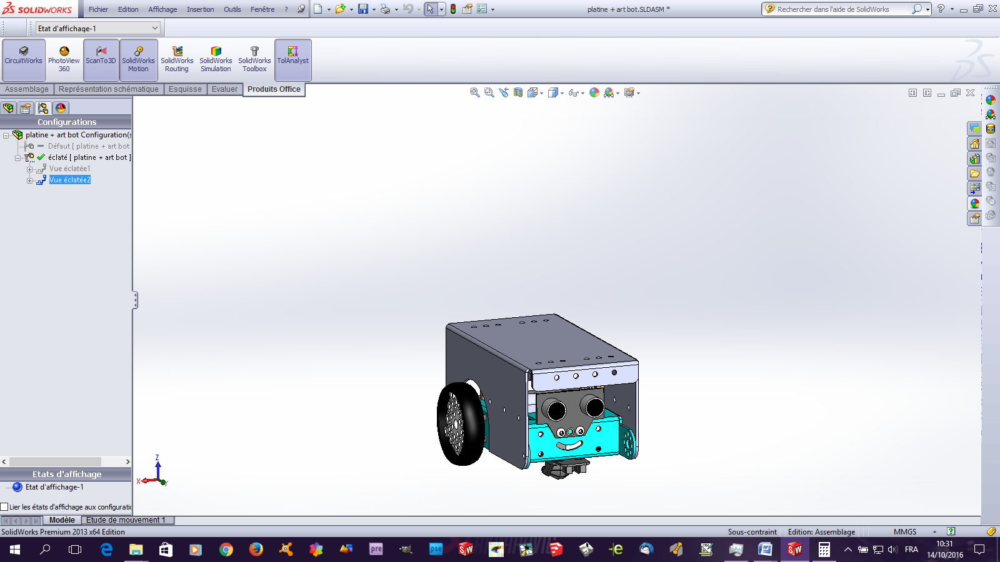 SOLIDWORKS
Fichier Edition Affichage Insertion Outils Fenêtre ?
platine + art bot.SLDASM *
Rechercher dans l'aide de SolidWorks
Etat d'affichage-1
CircuitWorks
PhotoView 360
ScanTo3D
SolidWorks Motion
SolidWorks Routing
SolidWorks Simulation
SolidWorks Toolbox
TolAnalyst
Assemblage Représentation schématique Esquisse Evaluer Produits Office
Configurations
platine + art bot Configuration(s
Défaut [ platine + art bot
éclaté [ platine + art bot ]
Vue éclatée1
Vue éclatée2
Z
X
Y
Etats d'affichage
Etat d'affichage-1
Lier les états d'affichage aux configuratio
Modèle Etude de mouvement 1
SolidWorks Premium 2013 x64 Edition
Sous-contraint Edition: Assemblage MMGS
pre
pse
FRA
10:31
14/10/2016